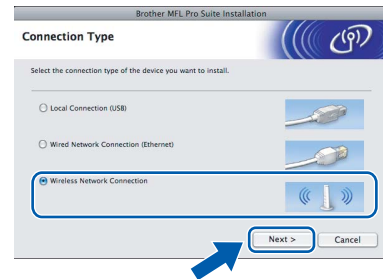 Brother MFL Pro Suite Installation
Connection Type
Select the connection type of the device you want to install.
Local Connection (USB)
Wired Network Connection (Ethernet)
Wireless Network Connection
Next >
Cancel